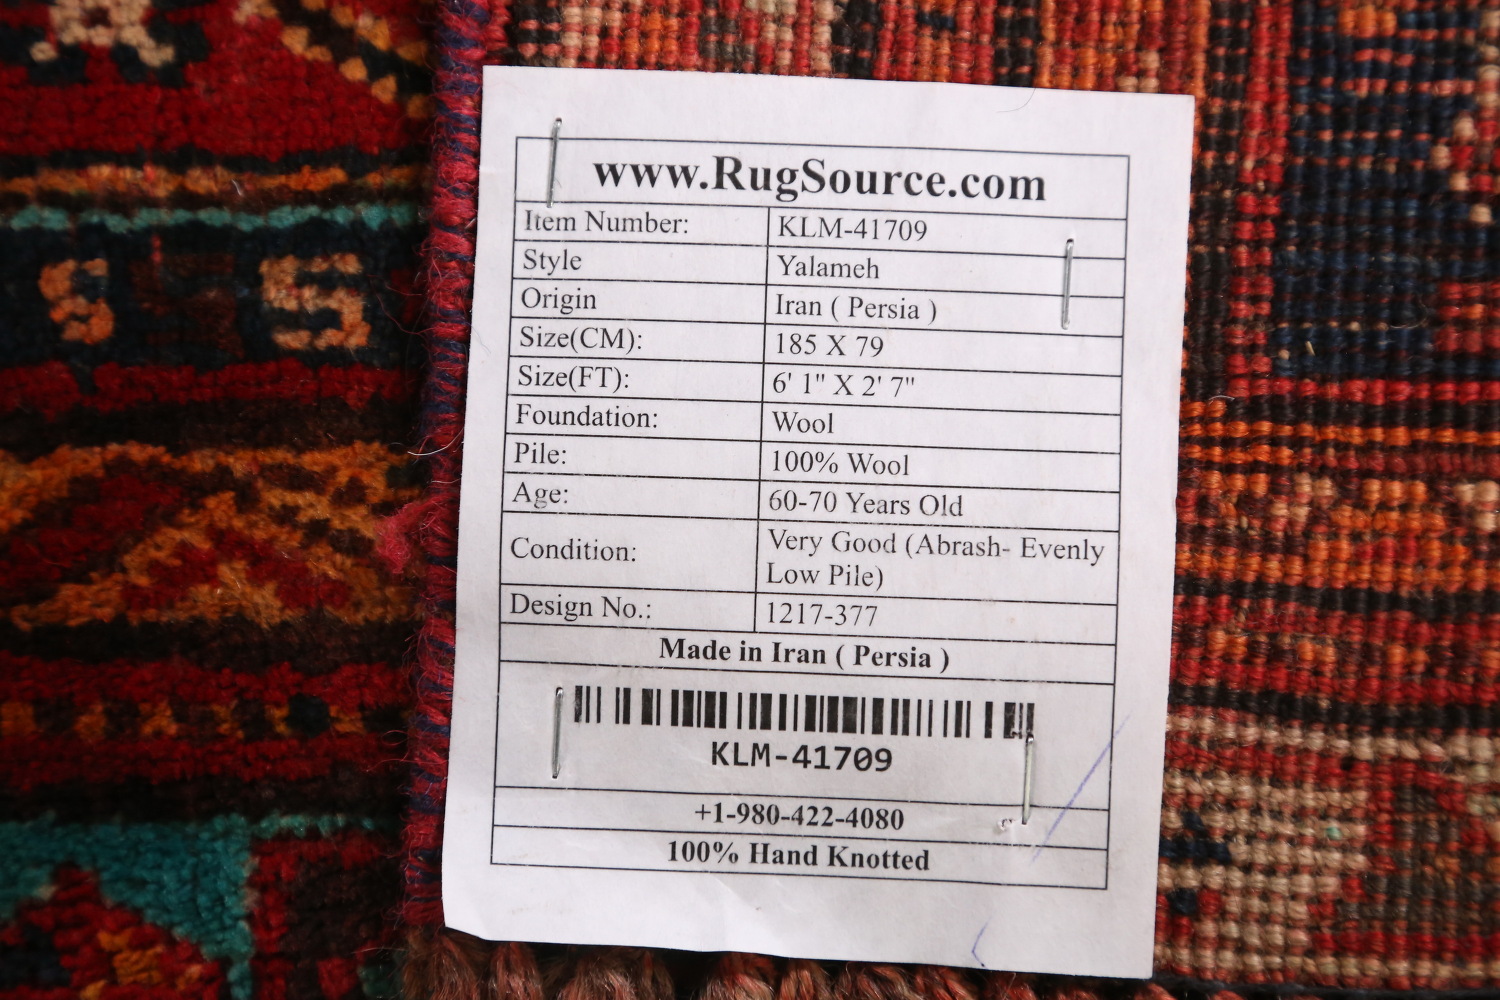 www.RugSource.com
Item Number: KLM-41709
Style Yalameh
Origin Iran ( Persia )
Size(CM): 185 X 79
Size(FT): 6' 1" X 2' 7"
Foundation: Wool
Pile: 100% Wool
Age: 60-70 Years Old
Condition: Very Good (Abrash- Evenly
Low Pile)
Design No.: 1217-377
Made in Iran ( Persia )
KLM-41709
+1-980-422-4080
100% Hand Knotted